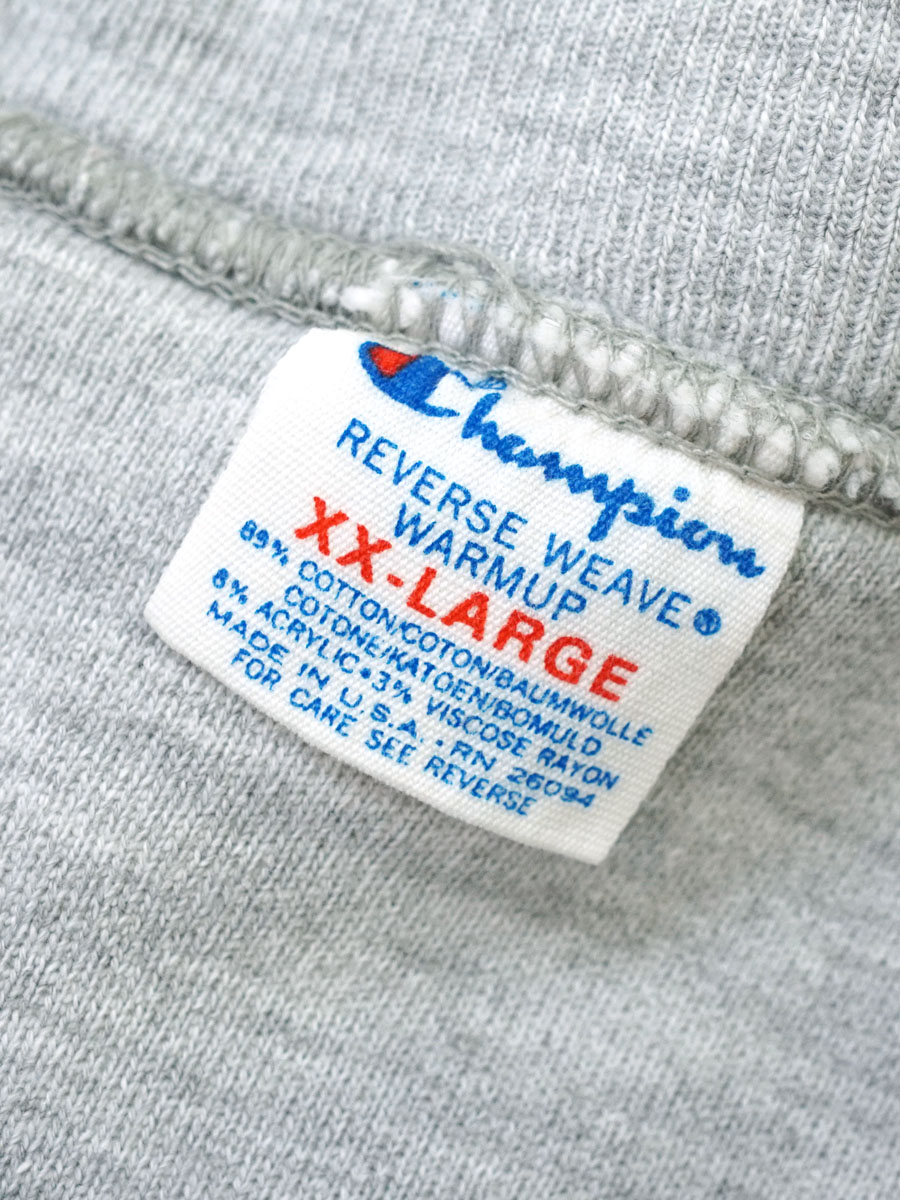 Champion
REVERSE WEAVE®
WARMUP
XX-LARGE
89% COTTON/COTON/BAUMWOLLE
COTONE/KATOEN/BOMULD
8% ACRYLIC•3% VISCOSE RAYON
MADE IN U.S.A. · RN 26094
FOR CARE SEE REVERSE